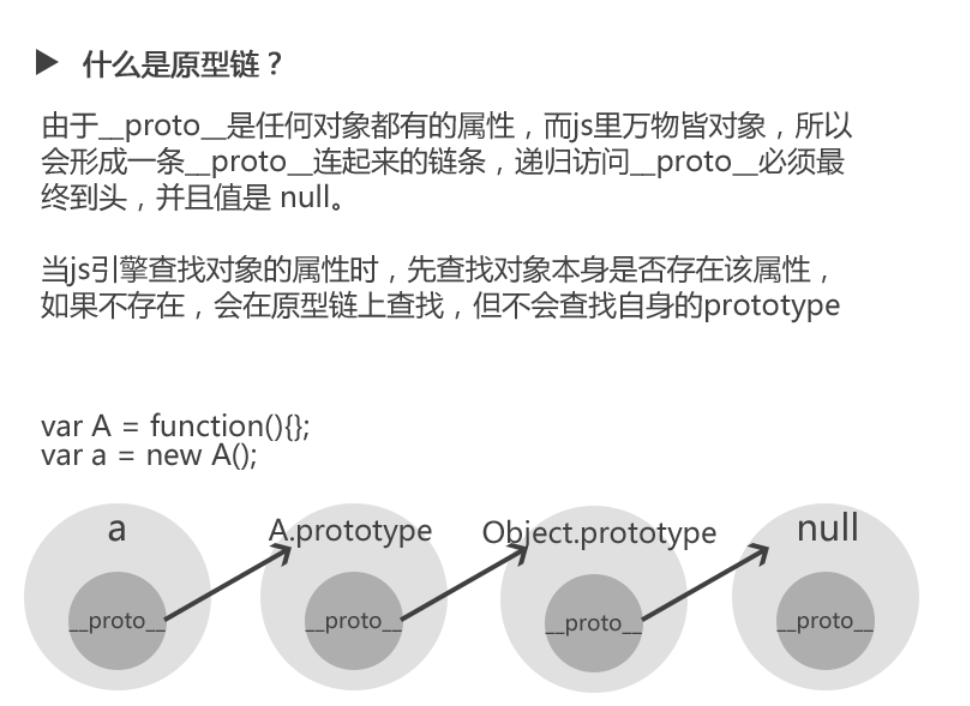 ▶ 什么是原型链？
由于__proto__是任何对象都有的属性，而js里万物皆对象，所以
会形成一条__proto__连起来的链条，递归访问__proto__必须最
终到头，并且值是 null。
当js引擎查找对象的属性时，先查找对象本身是否存在该属性，
如果不存在，会在原型链上查找，但不会查找自身的prototype
var A = function(){};
var a = new A();
a A.prototype Object.prototype null
__proto__ __proto__ __proto__ __proto__